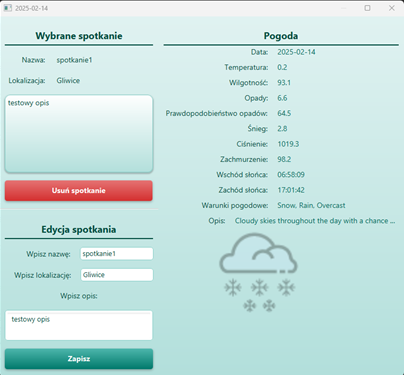 2025-02-14
Wybrane spotkanie
Nazwa: spotkanie1
Lokalizacja: Gliwice
testowy opis
Usuń spotkanie
Edycja spotkania
Wpisz nazwę: spotkanie1
Wpisz lokalizację: Gliwice
Wpisz opis:
testowy opis
Zapisz
Pogoda
Data: 2025-02-14
Temperatura: 0.2
Wilgotność: 93.1
Opady: 6.6
Prawdopodobieństwo opadów: 64.5
Śnieg: 2.8
Ciśnienie: 1019.3
Zachmurzenie: 98.2
Wschód słońca: 06:58:09
Zachód słońca: 17:01:42
Warunki pogodowe: Snow, Rain, Overcast
Opis: Cloudy skies throughout the day with a chance ...